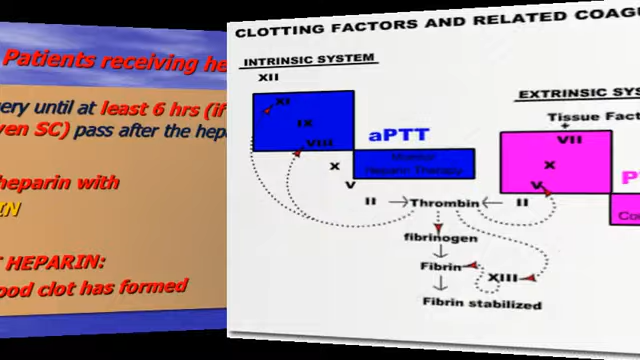 Patients receiving he
ery until at least 6 hrs (if
ven SC) pass after the hep
heparin with
IN
T HEPARIN:
ood clot has formed
CLOTTING FACTORS AND RELATED COAGU
INTRINSIC SYSTEM
XII
XI
IX
VIII
aPTT
X
Heparin Therapy
V
II
Thrombin
II
fibrinogen
Fibrin
XIII
Fibrin stabilized
EXTRINSIC SYS
Tissue Fact
+
VII
X
V
P
Co